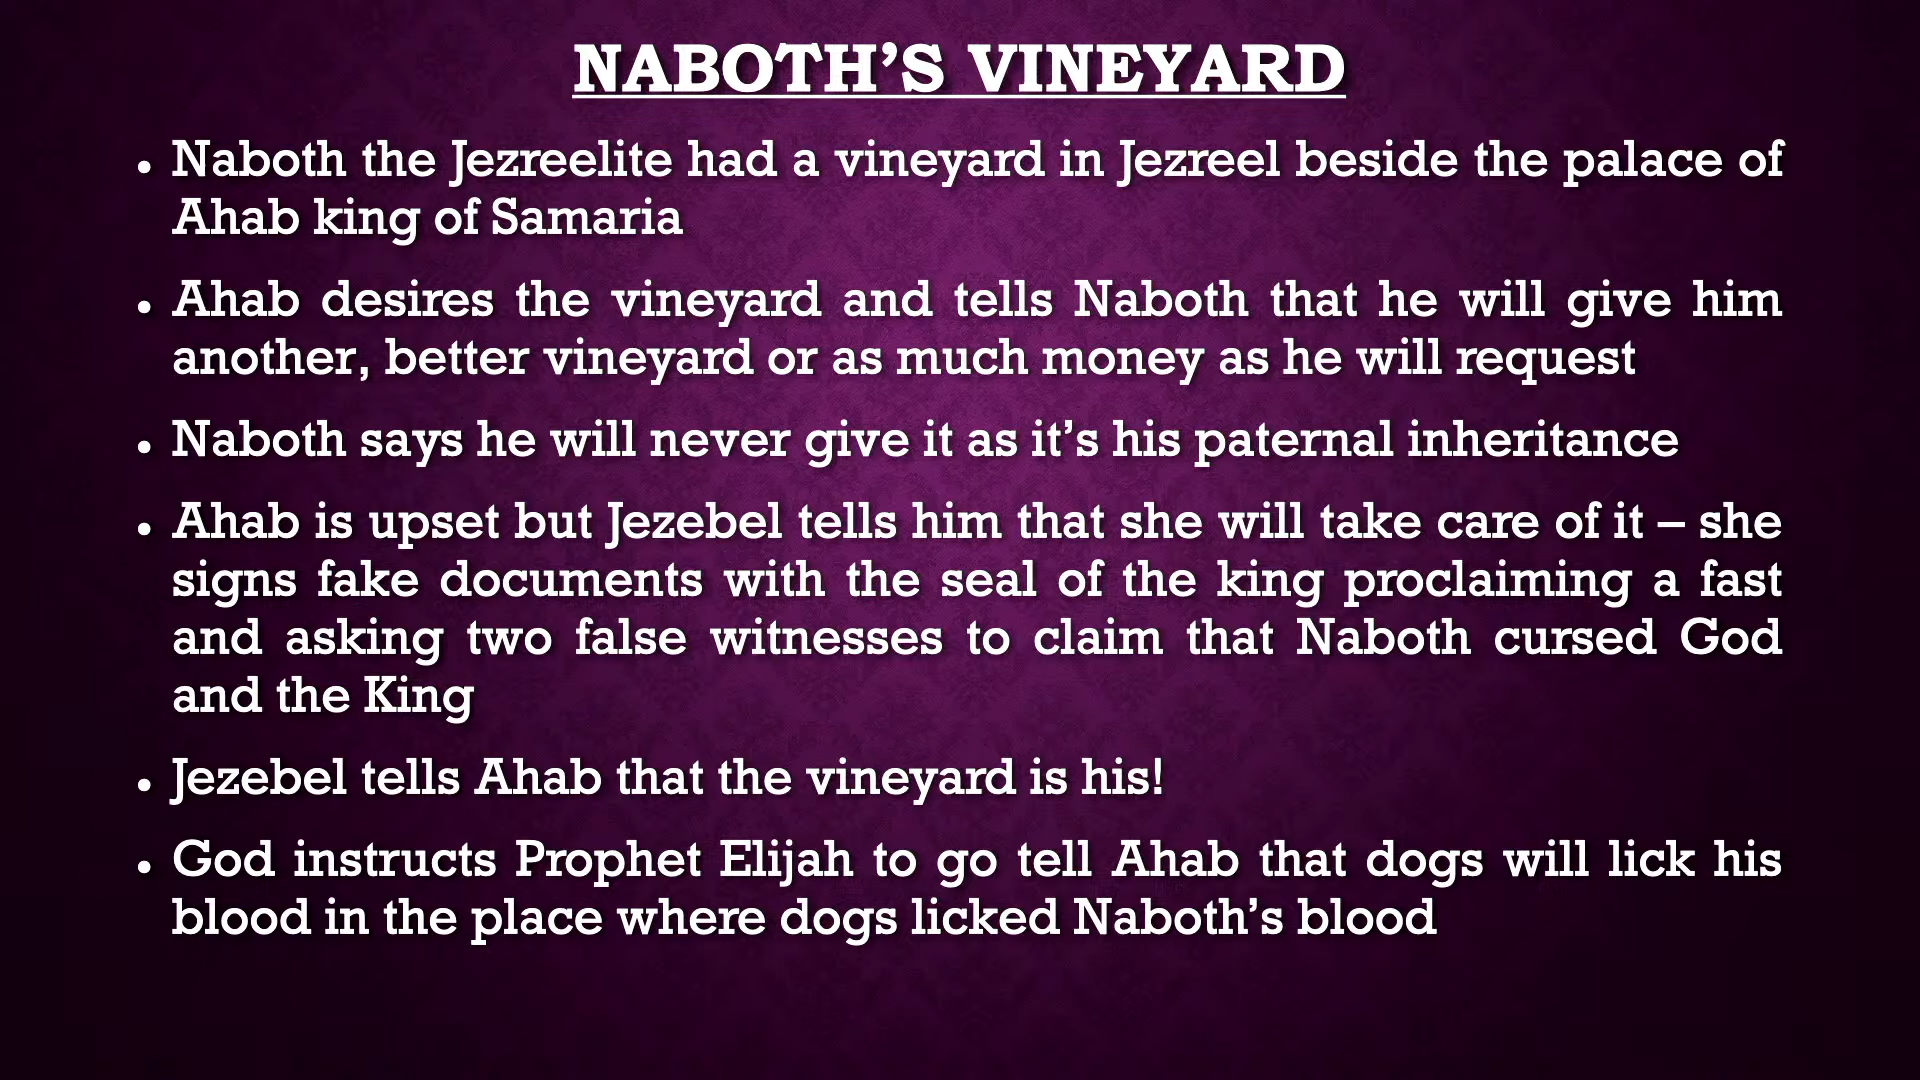 NABOTH’S VINEYARD
• Naboth the Jezreelite had a vineyard in Jezreel beside the palace of
Ahab king of Samaria
• Ahab desires the vineyard and tells Naboth that he will give him
another, better vineyard or as much money as he will request
• Naboth says he will never give it as it’s his paternal inheritance
• Ahab is upset but Jezebel tells him that she will take care of it – she
signs fake documents with the seal of the king proclaiming a fast
and asking two false witnesses to claim that Naboth cursed God
and the King
• Jezebel tells Ahab that the vineyard is his!
• God instructs Prophet Elijah to go tell Ahab that dogs will lick his
blood in the place where dogs licked Naboth’s blood